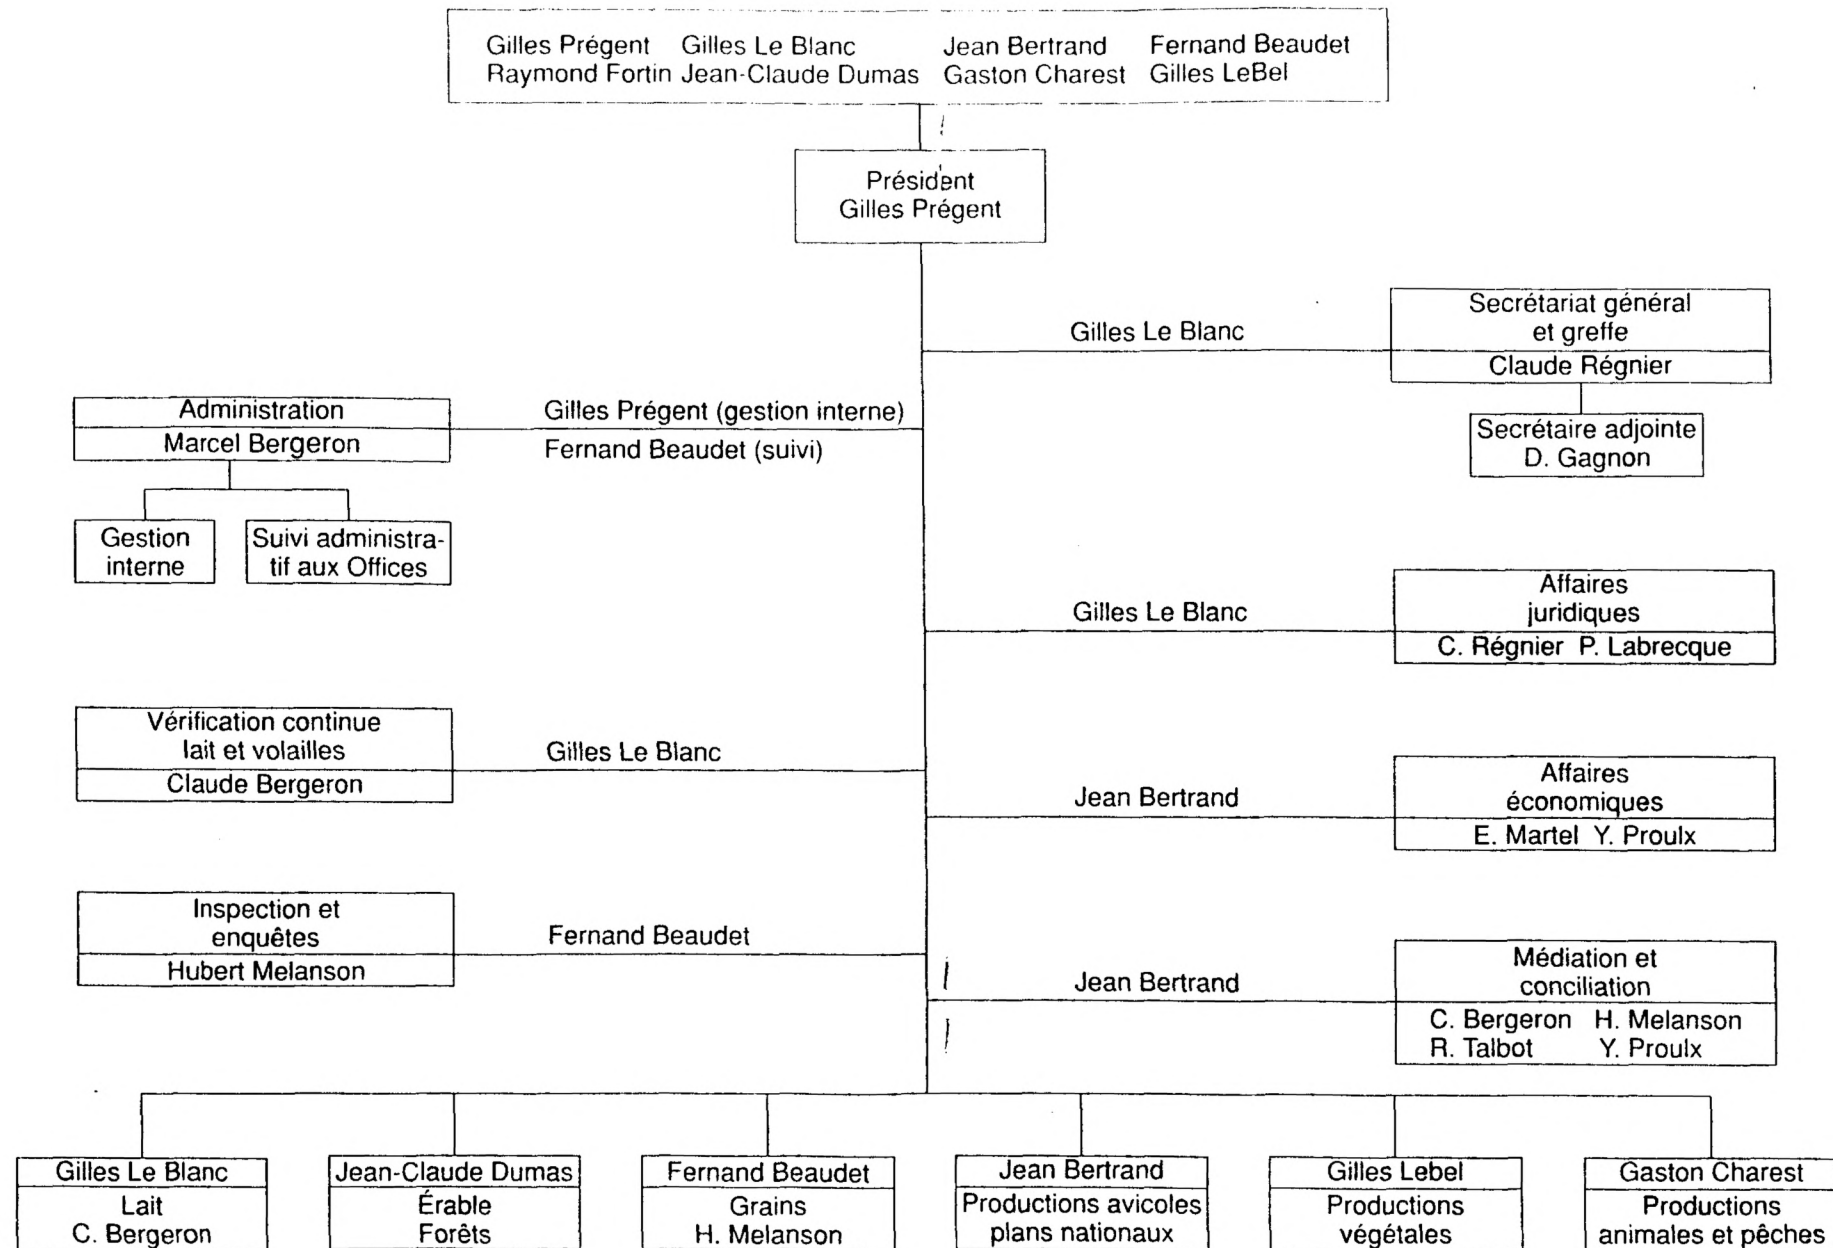 Gilles Prégent Gilles Le Blanc Jean Bertrand Fernand Beaudet
Raymond Fortin Jean-Claude Dumas Gaston Charest Gilles LeBel
Président
Gilles Prégent
Gilles Le Blanc
Secrétariat général
et greffe
Claude Régnier
Secrétaire adjointe
D. Gagnon
Administration
Marcel Bergeron
Gilles Prégent (gestion interne)
Fernand Beaudet (suivi)
Gestion
interne
Suivi administra-
tif aux Offices
Gilles Le Blanc
Affaires
juridiques
C. Régnier P. Labrecque
Vérification continue
lait et volailles
Claude Bergeron
Gilles Le Blanc
Jean Bertrand
Affaires
économiques
E. Martel Y. Proulx
Inspection et
enquêtes
Hubert Melanson
Fernand Beaudet
Jean Bertrand
Médiation et
conciliation
C. Bergeron H. Melanson
R. Talbot Y. Proulx
Gilles Le Blanc
Lait
C. Bergeron
Jean-Claude Dumas
Érable
Forêts
Fernand Beaudet
Grains
H. Melanson
Jean Bertrand
Productions avicoles
plans nationaux
Gilles Lebel
Productions
végétales
Gaston Charest
Productions
animales et pêches